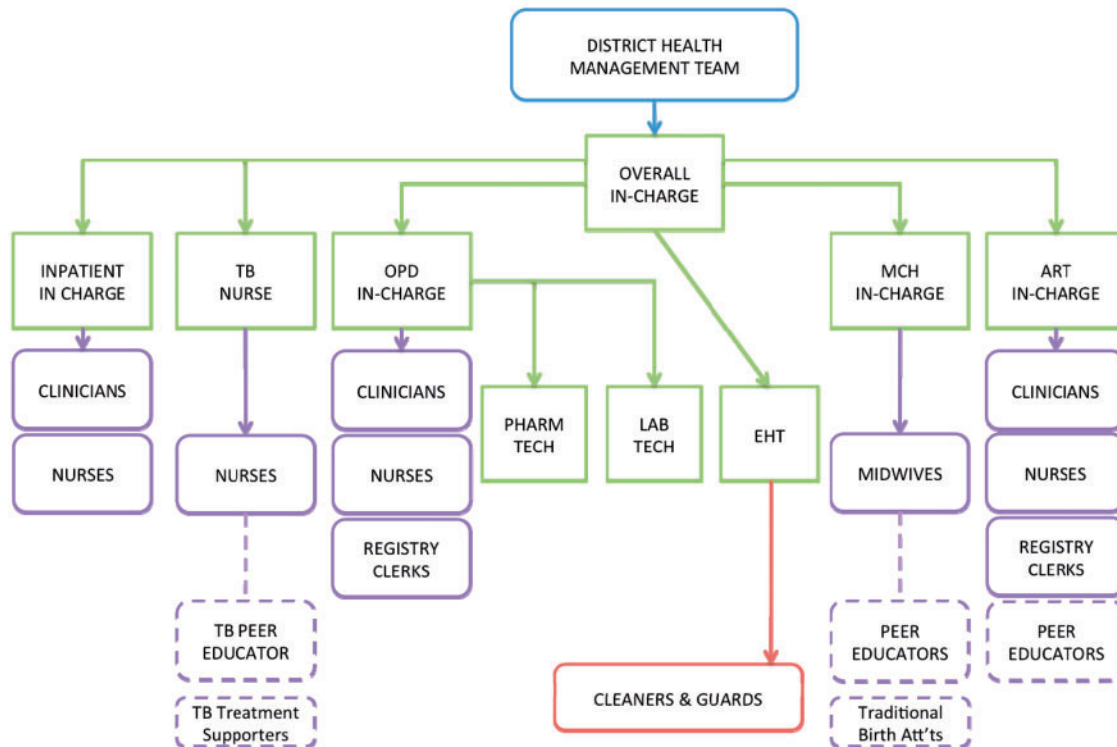 DISTRICT HEALTH
MANAGEMENT TEAM
OVERALL
IN-CHARGE
INPATIENT
IN CHARGE
TB
NURSE
OPD
IN-CHARGE
MCH
IN-CHARGE
ART
IN-CHARGE
CLINICIANS
NURSES
NURSES
CLINICIANS
NURSES
REGISTRY
CLERKS
PHARM
TECH
LAB
TECH
EHT
MIDWIVES
CLINICIANS
NURSES
REGISTRY
CLERKS
TB PEER
EDUCATOR
TB Treatment
Supporters
CLEANERS & GUARDS
PEER
EDUCATORS
Traditional
Birth Att'ts
PEER
EDUCATORS